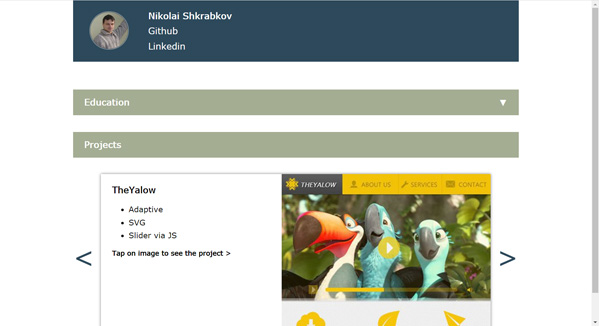 Nikolai Shkrabkov
Github
Linkedin
Education
Projects
TheYalow
Adaptive
SVG
Slider via JS
Tap on image to see the project >
THEYALOW
ABOUT US
SERVICES
CONTACT